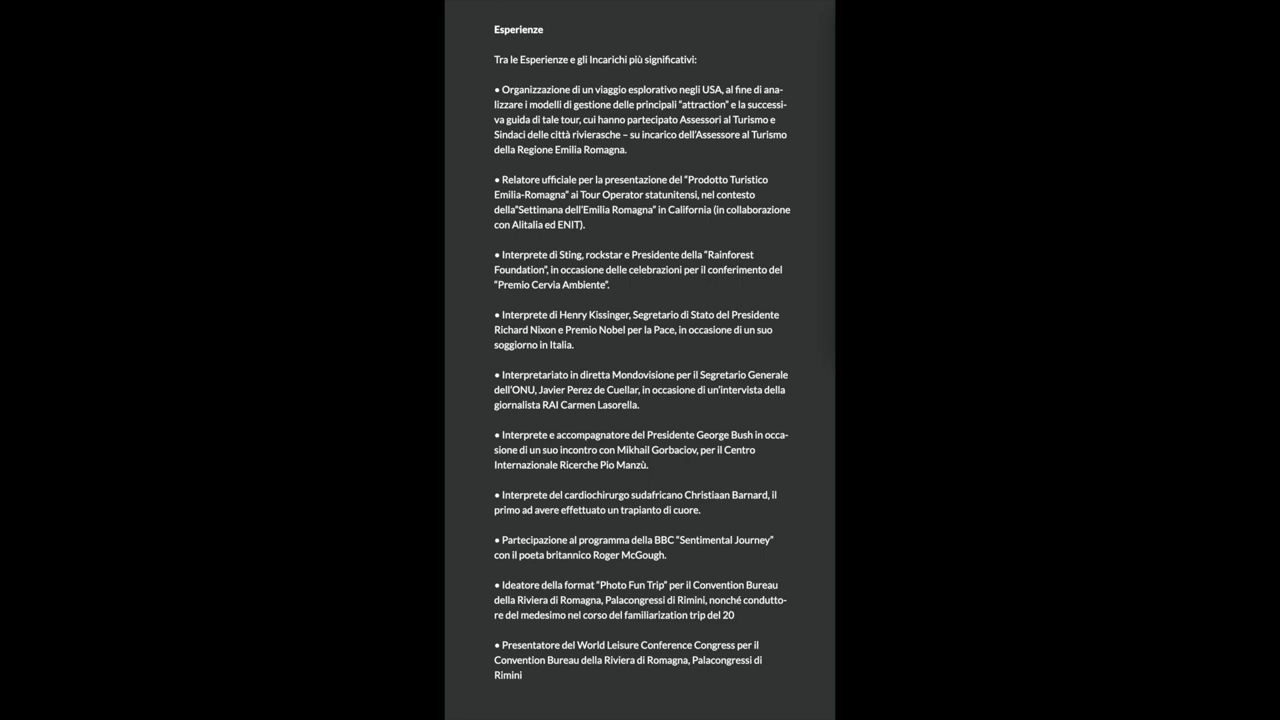 Esperienze
Tra le Esperienze e gli Incarichi più significativi:
• Organizzazione di un viaggio esplorativo negli USA, al fine di ana-
lizzare i modelli di gestione delle principali “attraction” e la successi-
va guida di tale tour, cui hanno partecipato Assessori al Turismo e
Sindaci delle città rivierasche – su incarico dell’Assessore al Turismo
della Regione Emilia Romagna.
• Relatore ufficiale per la presentazione del “Prodotto Turistico
Emilia-Romagna” ai Tour Operator statunitensi, nel contesto
della“Settimana dell’Emilia Romagna” in California (in collaborazione
con Alitalia ed ENIT).
• Interprete di Sting, rockstar e Presidente della “Rainforest
Foundation”, in occasione delle celebrazioni per il conferimento del
“Premio Cervia Ambiente”.
• Interprete di Henry Kissinger, Segretario di Stato del Presidente
Richard Nixon e Premio Nobel per la Pace, in occasione di un suo
soggiorno in Italia.
• Interpretariato in diretta Mondovisione per il Segretario Generale
dell’ONU, Javier Perez de Cuellar, in occasione di un’intervista della
giornalista RAI Carmen Lasorella.
• Interprete e accompagnatore del Presidente George Bush in occa-
sione di un suo incontro con Mikhail Gorbaciov, per il Centro
Internazionale Ricerche Pio Manzù.
• Interprete del cardiochirurgo sudafricano Christiaan Barnard, il
primo ad avere effettuato un trapianto di cuore.
• Partecipazione al programma della BBC “Sentimental Journey”
con il poeta britannico Roger McGough.
• Ideatore della format “Photo Fun Trip” per il Convention Bureau
della Riviera di Romagna, Palacongressi di Rimini, nonché condutto-
re del medesimo nel corso del familiarization trip del 20
• Presentatore del World Leisure Conference Congress per il
Convention Bureau della Riviera di Romagna, Palacongressi di
Rimini